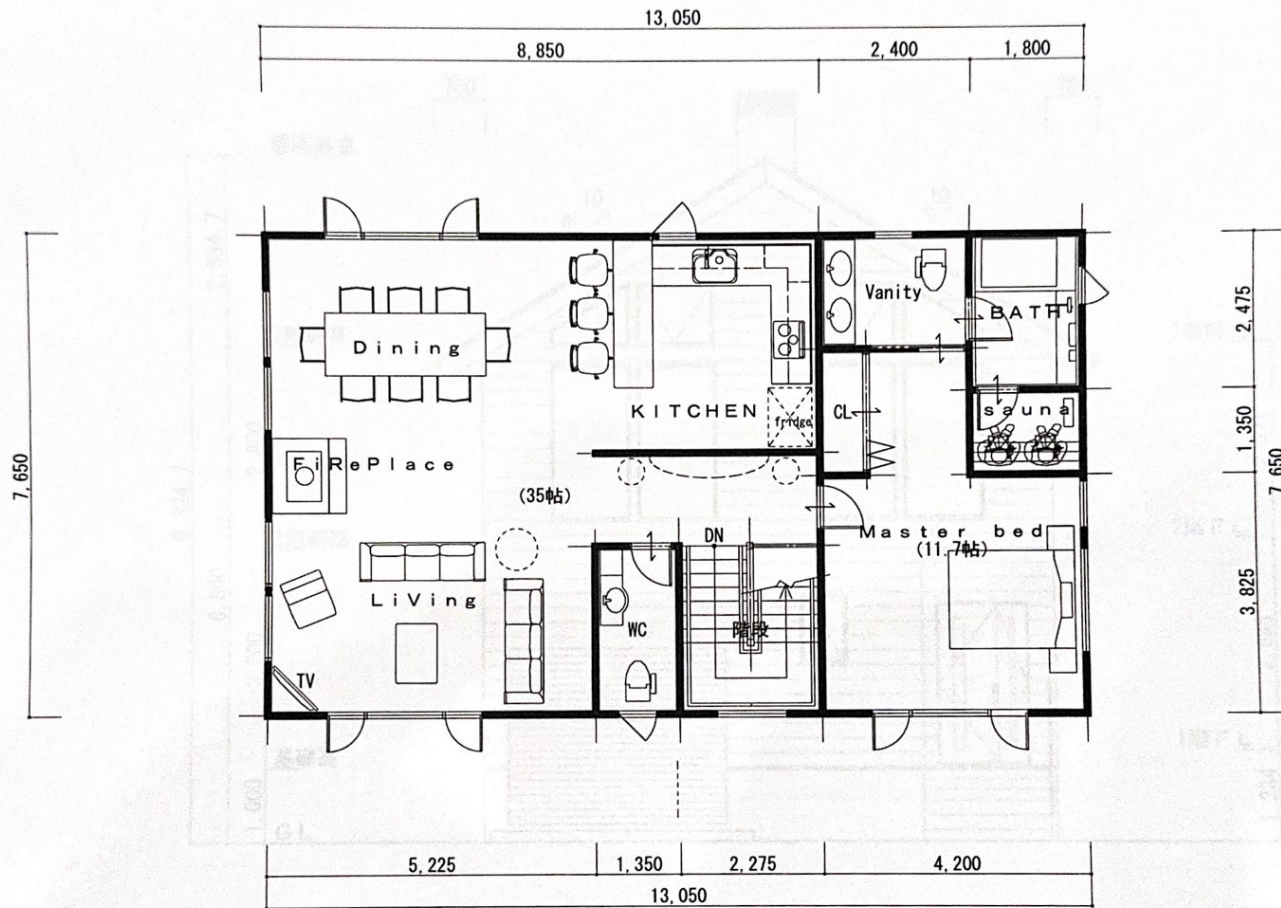 13,050
8,850
2,400
1,800
7,650
Dining
KITCHEN
fridge
Vanity
BATH
CL
sauna
FiRePlace
(35帖)
DN
Master bed
(11.7帖)
LiVing
WC
階段
TV
2,475
1,350
3,825
7,650
5,225
1,350
2,275
4,200
13,050